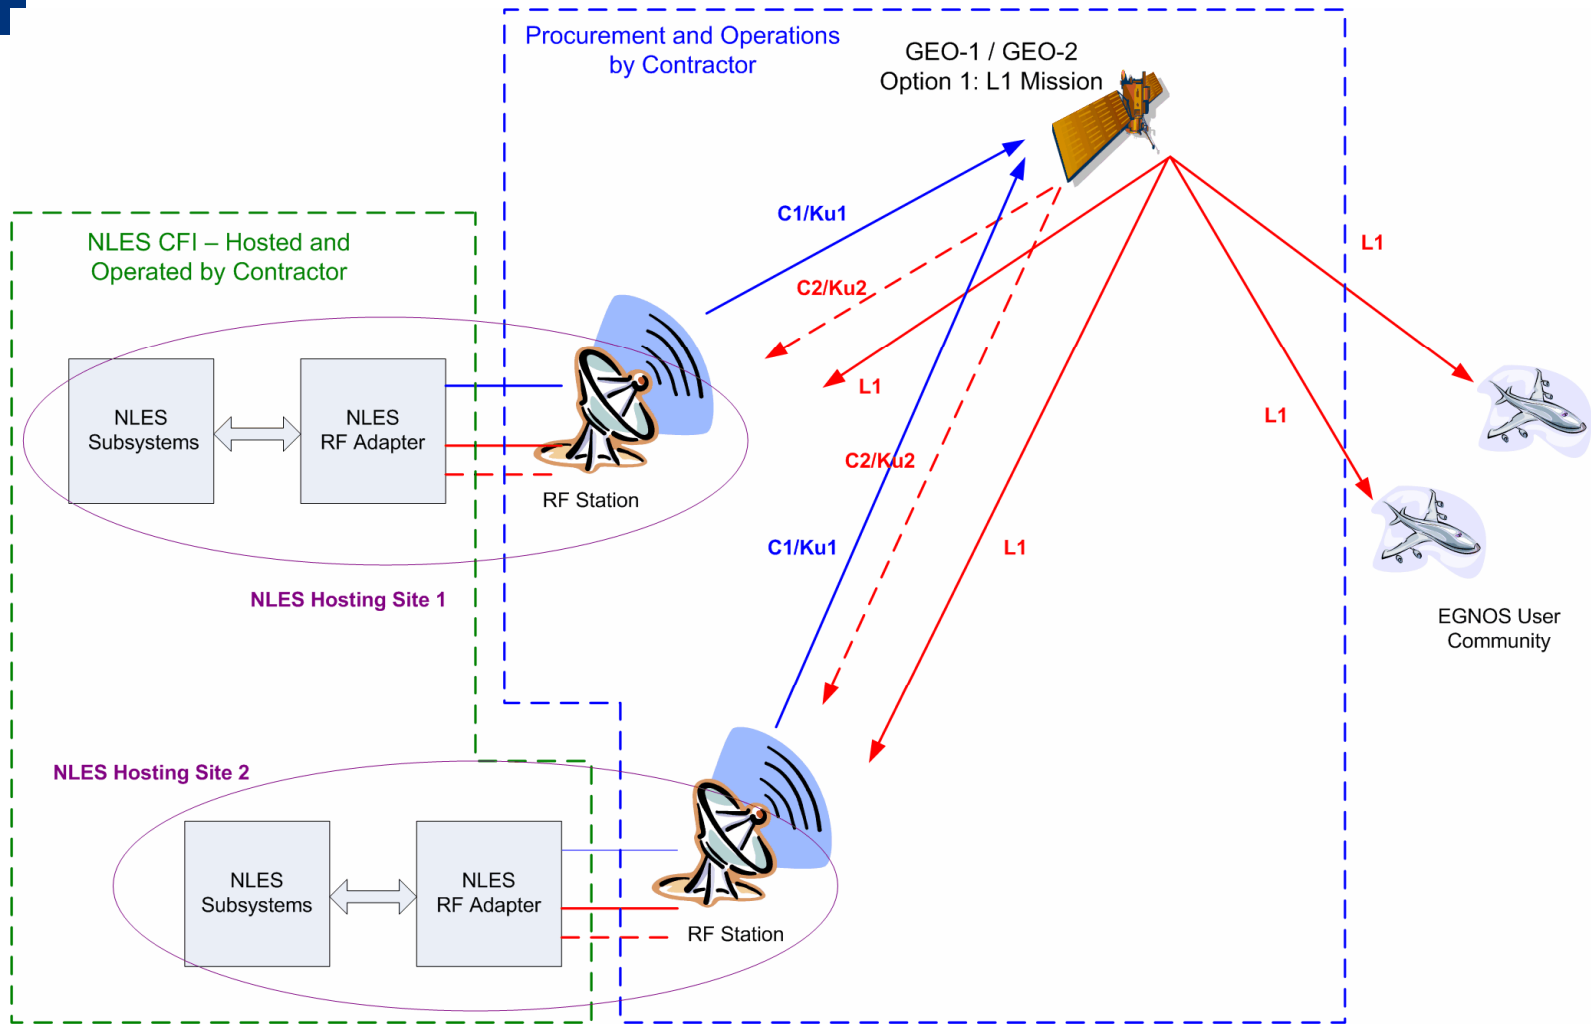 Procurement and Operations
by Contractor
GEO-1 / GEO-2
Option 1: L1 Mission
C1/Ku1
L1
NLES CFI – Hosted and
Operated by Contractor
C2/Ku2
L1
L1
NLES
Subsystems
NLES
RF Adapter
C2/Ku2
RF Station
C1/Ku1
L1
NLES Hosting Site 1
EGNOS User
Community
NLES Hosting Site 2
NLES
Subsystems
NLES
RF Adapter
RF Station